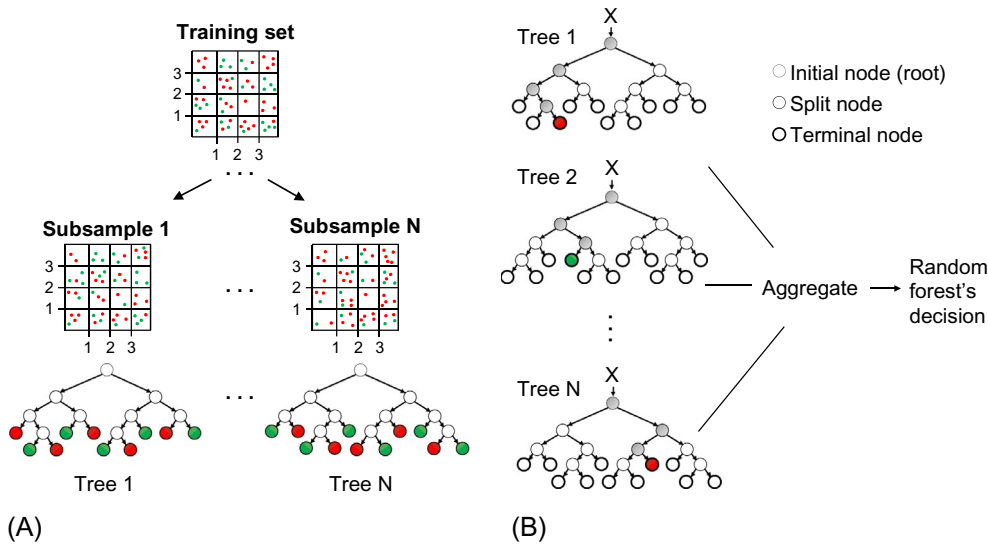 Training set
3
2
1
1 2 3
. . .
Subsample 1
Subsample N
3
2
1
1 2 3
. . .
3
2
1
1 2 3
. . .
Tree 1
Tree N
(A)
X
Tree 1
Initial node (root)
Split node
Terminal node
X
Tree 2
Aggregate
Random
forest's
decision
X
Tree N
(B)